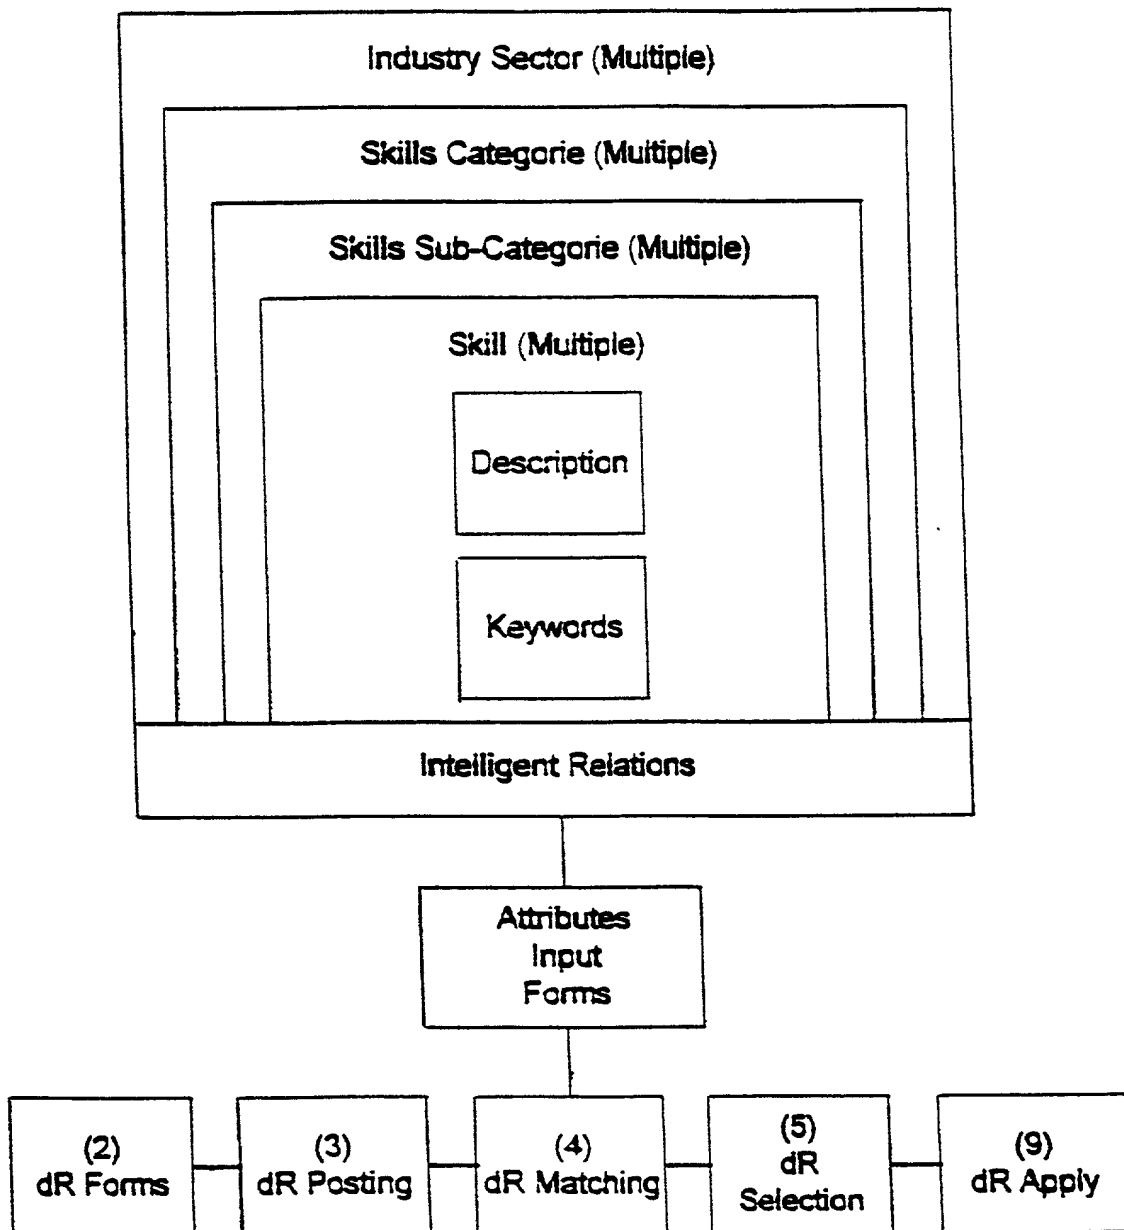 Industry Sector (Multiple)
Skills Categorie (Multiple)
Skills Sub-Categorie (Multiple)
Skill (Multiple)
Description
Keywords
Intelligent Relations
Attributes
Input
Forms
(2)
dR Forms
(3)
dR Posting
(4)
dR Matching
(5)
dR
Selection
(9)
dR Apply